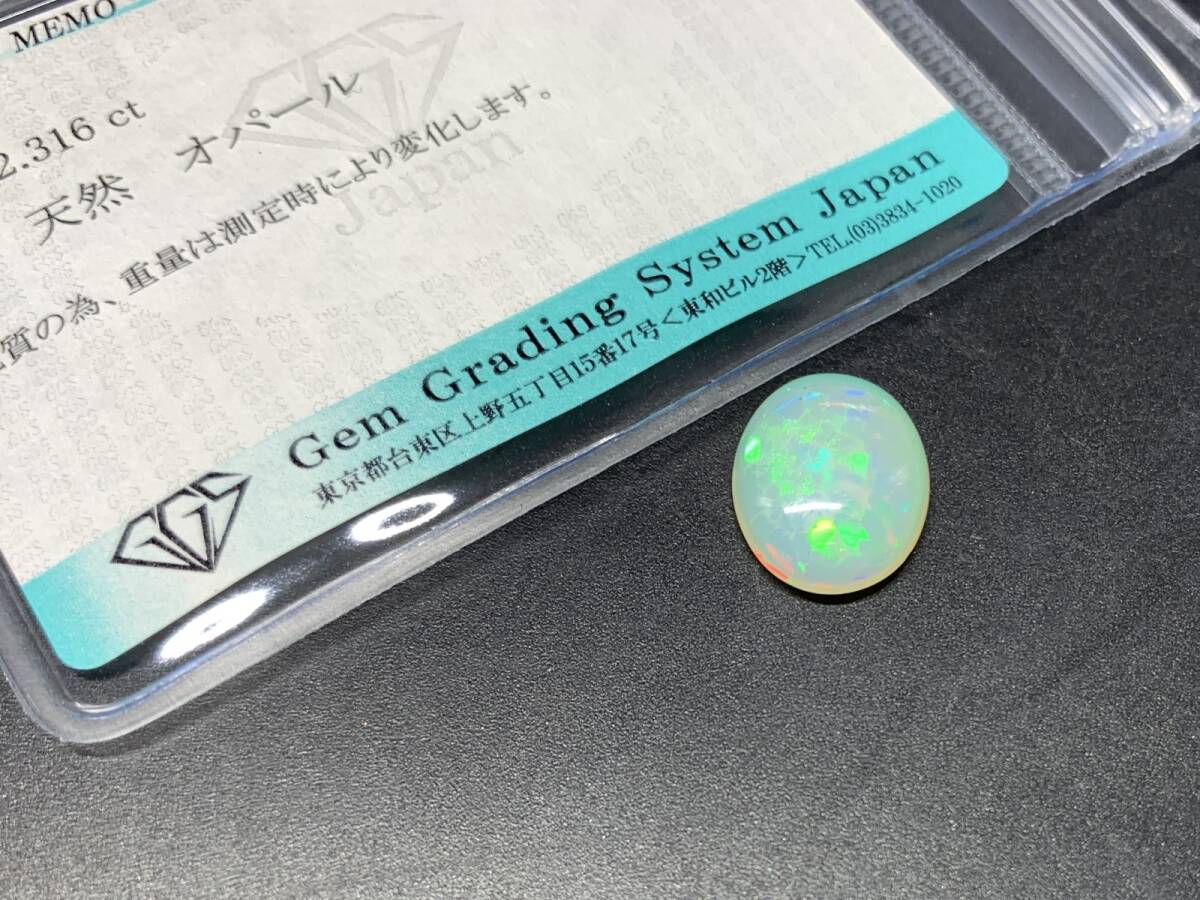 MEMO
2.316 ct
天然 オパール
質の為、重量は測定時により変化します。
GGS
Japan
Gem Grading System Japan
東京都台東区上野五丁目15番17号<東和ビル2階>TEL.(03)3834-1020
GGS